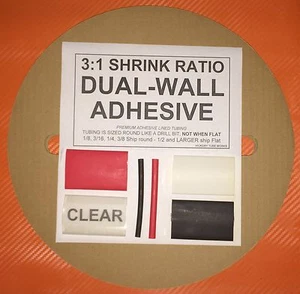 3:1 SHRINK RATIO
DUAL-WALL
ADHESIVE
PREMIUM ADHESIVE LINED TUBING
TUBING IS SIZED ROUND LIKE A DRILL BIT, NOT WHEN FLAT
1/8, 3/16, 1/4, 3/8 Ship round - 1/2 and LARGER ship Flat
CLEAR